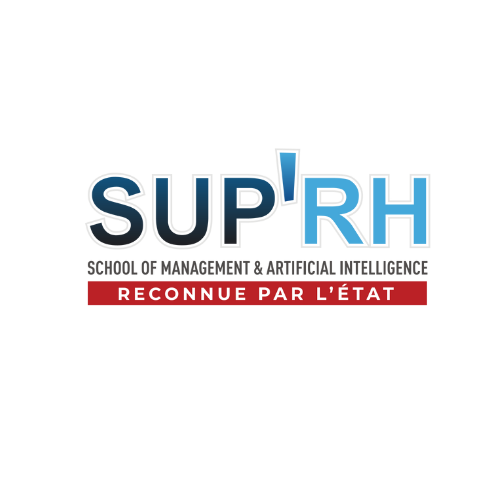 SUP'RH
SCHOOL OF MANAGEMENT & ARTIFICIAL INTELLIGENCE
RECONNUE PAR L’ÉTAT